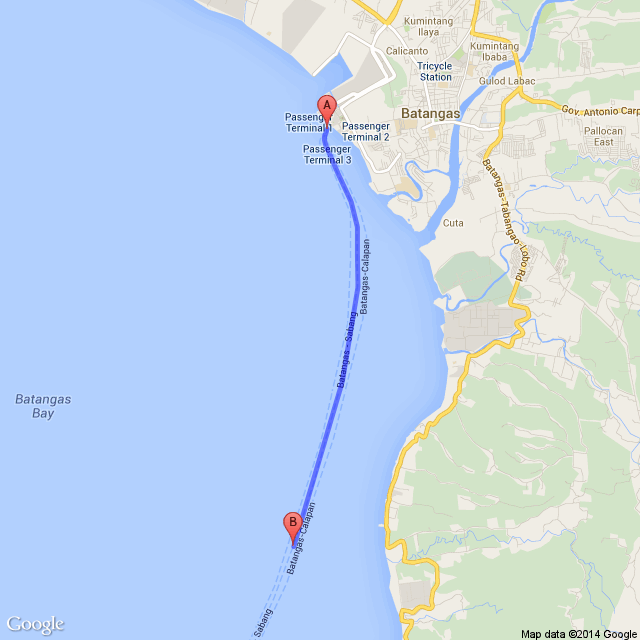 Kumintang
Ilaya
Calicanto
Kumintang
Ibaba
Tricycle
Station
Gulod Labac
A
Passenger
Terminal 1
Batangas
Gov. Antonio Carp
Passenger
Terminal 2
Pallocan
East
Passenger
Terminal 3
Batangas-Tabangao-Lobo Rd
Cuta
Batangas-Calapan
Batangas - Sabang
Batangas
Bay
B
Batangas-Calapan
Sabang
Google
Map data ©2014 Google